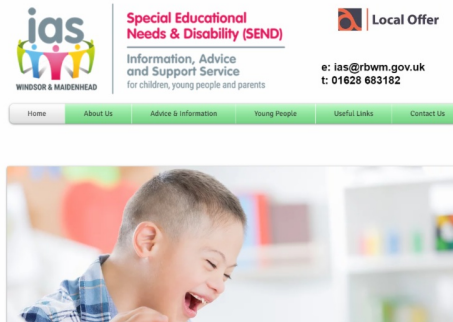 ias
WINDSOR & MAIDENHEAD
Special Educational
Needs & Disability (SEND)
Information, Advice
and Support Service
for children, young people and parents
Local Offer
e: ias@rbwm.gov.uk
t: 01628 683182
Home About Us Advice & Information Young People Useful Links Contact Us